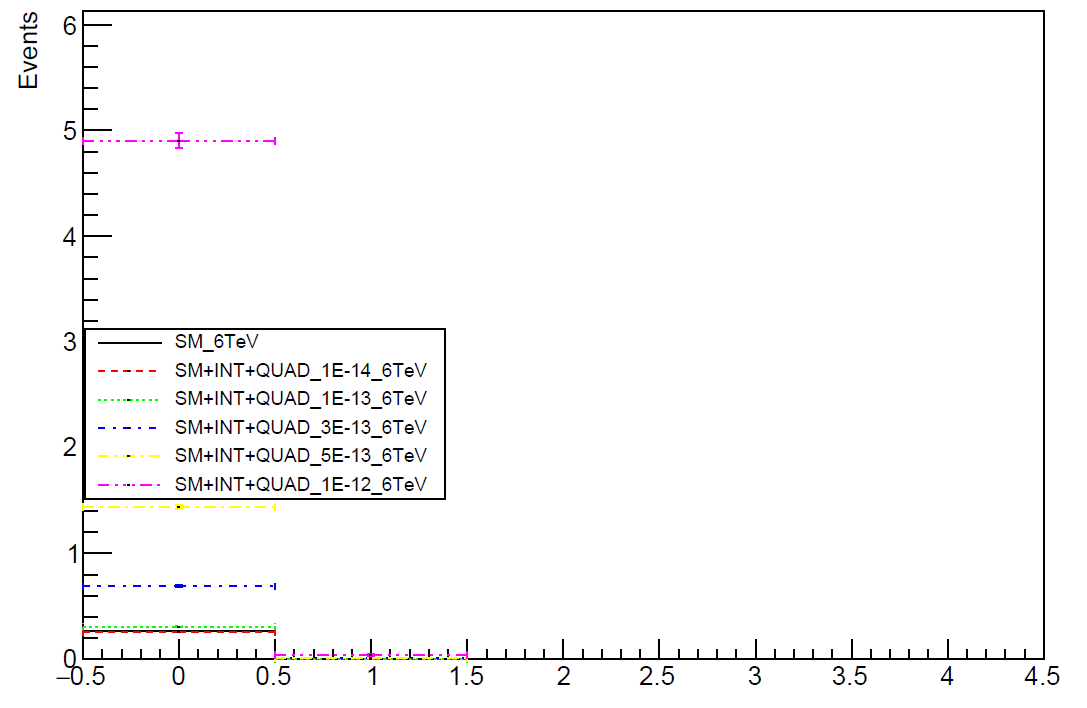 Events
6
5
4
3
2
1
0
SM_6TeV
SM+INT+QUAD_1E-14_6TeV
SM+INT+QUAD_1E-13_6TeV
SM+INT+QUAD_3E-13_6TeV
SM+INT+QUAD_5E-13_6TeV
SM+INT+QUAD_1E-12_6TeV
−0.5 0 0.5 1 1.5 2 2.5 3 3.5 4 4.5